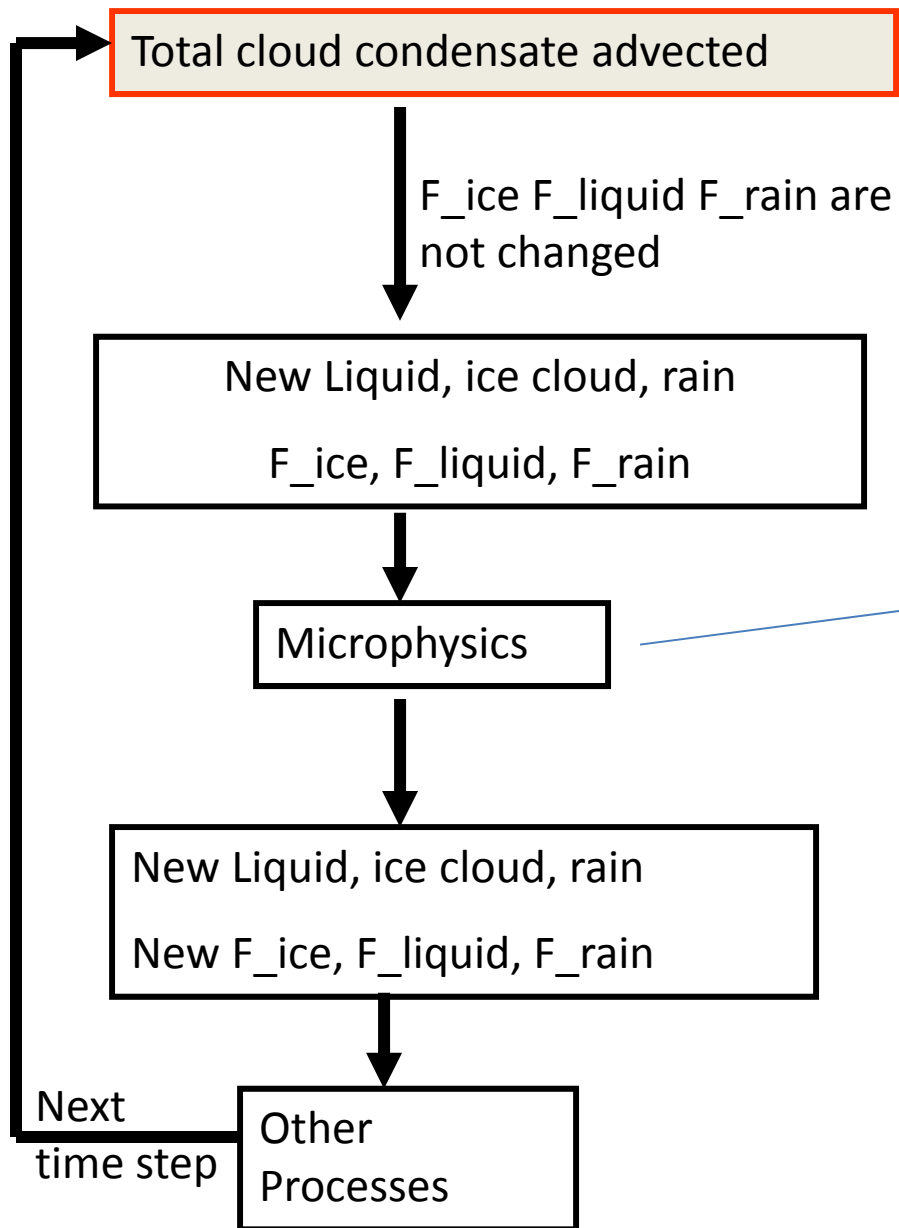 Total cloud condensate advected
F_ice F_liquid F_rain are
not changed
New Liquid, ice cloud, rain
F_ice, F_liquid, F_rain
Microphysics
New Liquid, ice cloud, rain
New F_ice, F_liquid, F_rain
Next
time step
Other
Processes